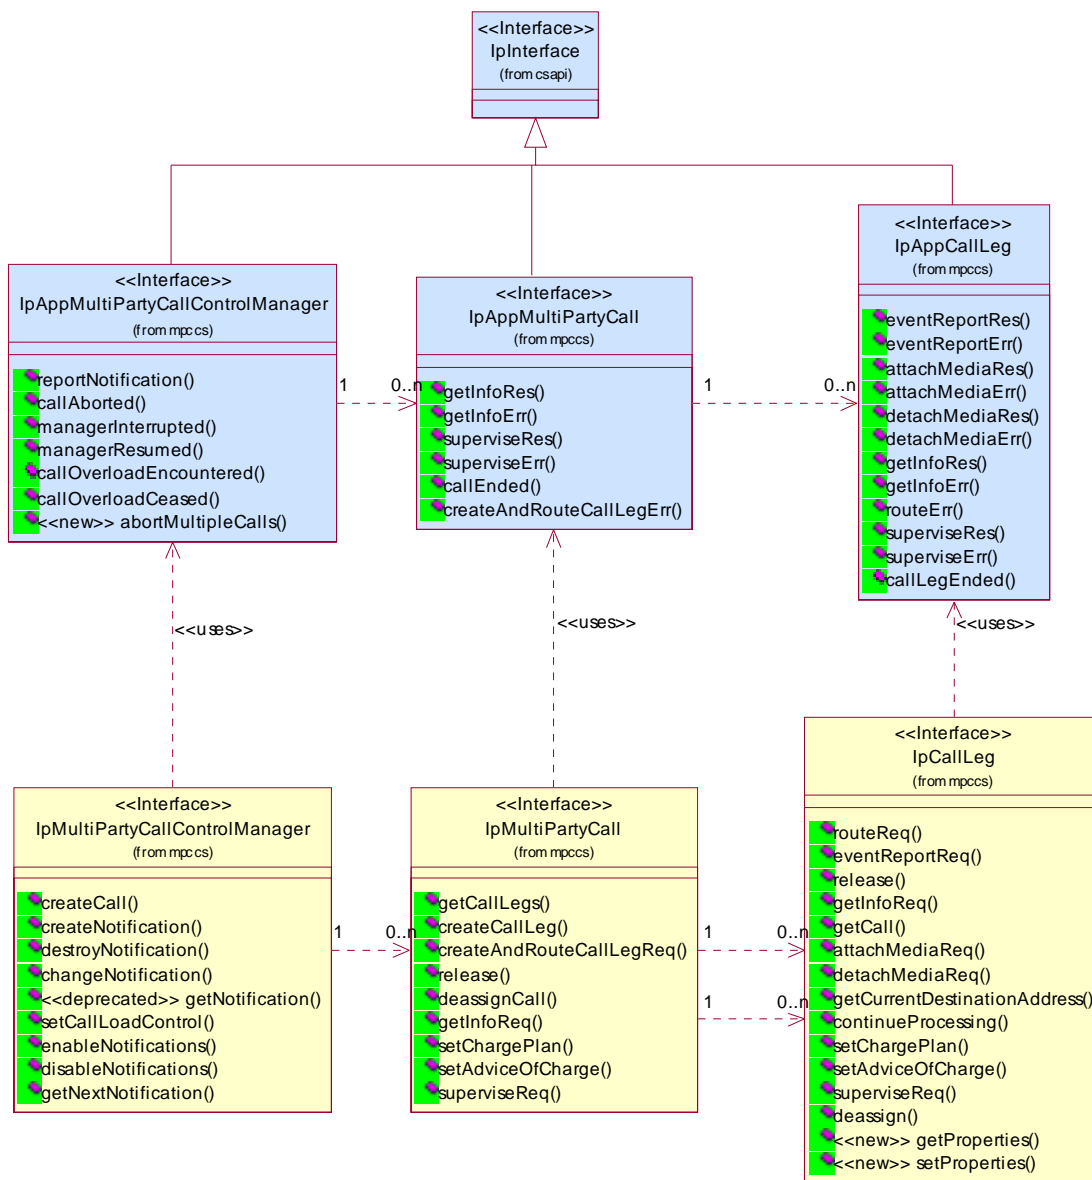 <<Interface>>
IpInterface
(from csapi)
<<Interface>>
IpAppCallLeg
(from mpccs)
eventReportRes()
eventReportErr()
attachMediaRes()
attachMediaErr()
detachMediaRes()
detachMediaErr()
getInfoRes()
getInfoErr()
routeErr()
superviseRes()
superviseErr()
callLegEnded()
<<Interface>>
IpAppMultiPartyCallControlManager
(from mpccs)
reportNotification()
callAborted()
managerInterrupted()
managerResumed()
callOverloadEncountered()
callOverloadCeased()
<<new>> abortMultipleCalls()
1
0..n
<<Interface>>
IpAppMultiPartyCall
(from mpccs)
getInfoRes()
getInfoErr()
superviseRes()
superviseErr()
callEnded()
createAndRouteCallLegErr()
1
0..n
<<uses>>
<<uses>>
<<uses>>
<<Interface>>
IpMultiPartyCallControlManager
(from mpccs)
createCall()
createNotification()
destroyNotification()
changeNotification()
<<deprecated>> getNotification()
setCallLoadControl()
enableNotifications()
disableNotifications()
getNextNotification()
1
0..n
<<Interface>>
IpMultiPartyCall
(from mpccs)
getCallLegs()
createCallLeg()
createAndRouteCallLegReq()
release()
deassignCall()
getInfoReq()
setChargePlan()
setAdviceOfCharge()
superviseReq()
1
0..n
1
0..n
<<Interface>>
IpCallLeg
(from mpccs)
routeReq()
eventReportReq()
release()
getInfoReq()
getCall()
attachMediaReq()
detachMediaReq()
getCurrentDestinationAddress()
continueProcessing()
setChargePlan()
setAdviceOfCharge()
superviseReq()
deassign()
<<new>> getProperties()
<<new>> setProperties()